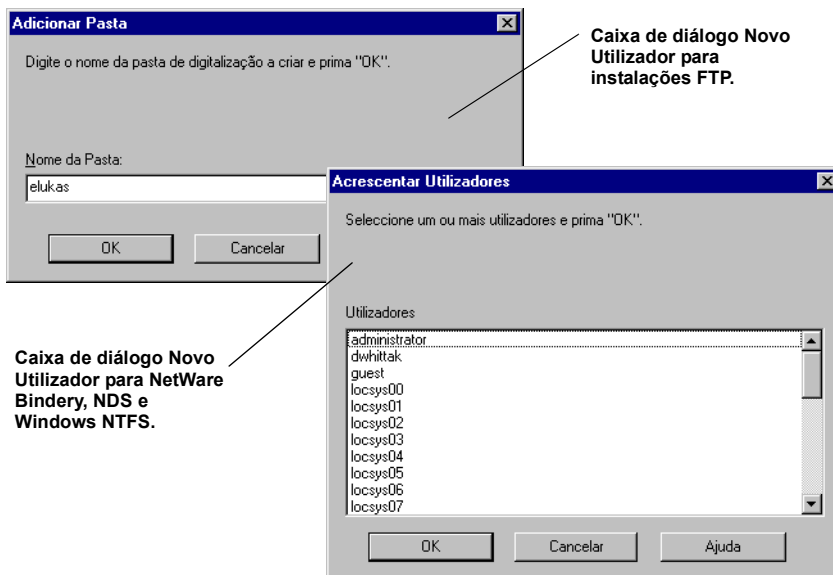 Adicionar Pasta
Digite o nome da pasta de digitalização a criar e prima "OK".
Nome da Pasta:
elukas
OK
Cancelar
Caixa de diálogo Novo
Utilizador para
instalações FTP.
Acrescentar Utilizadores
Seleccione um ou mais utilizadores e prima "OK".
Utilizadores
administrator
dwhittak
guest
locsys00
locsys01
locsys02
locsys03
locsys04
locsys05
locsys06
locsys07
OK
Cancelar
Ajuda
Caixa de diálogo Novo
Utilizador para NetWare
Bindery, NDS e
Windows NTFS.